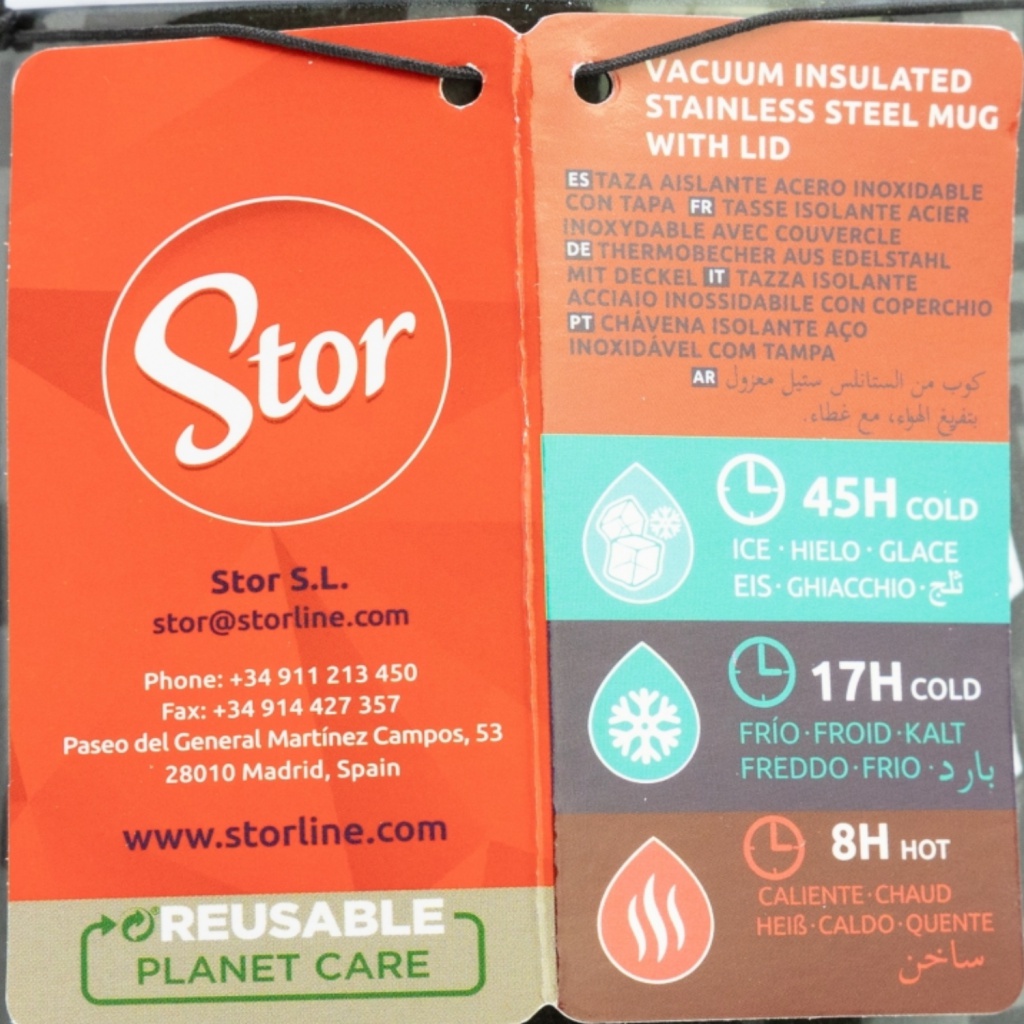 Stor
Stor S.L.
stor@storline.com
Phone: +34 911 213 450
Fax: +34 914 427 357
Paseo del General Martínez Campos, 53
28010 Madrid, Spain
www.storline.com
REUSABLE
PLANET CARE
VACUUM INSULATED
STAINLESS STEEL MUG
WITH LID
ES TAZA AISLANTE ACERO INOXIDABLE
CON TAPA FR TASSE ISOLANTE ACIER
INOXYDABLE AVEC COUVERCLE
DE THERMOBECHER AUS EDELSTAHL
MIT DECKEL IT TAZZA ISOLANTE
ACCIAIO INOSSIDABILE CON COPERCHIO
PT CHÁVENA ISOLANTE AÇO
INOXIDÁVEL COM TAMPA
AR كوب من الستانلس ستيل معزول
بتفريغ الهواء، مع غطاء.
45H COLD
ICE · HIELO · GLACE
EIS · GHIACCHIO · ثلج
17H COLD
FRÍO · FROID · KALT
FREDDO · FRIO · بارد
8H HOT
CALIENTE · CHAUD
HEIß · CALDO · QUENTE
ساخن